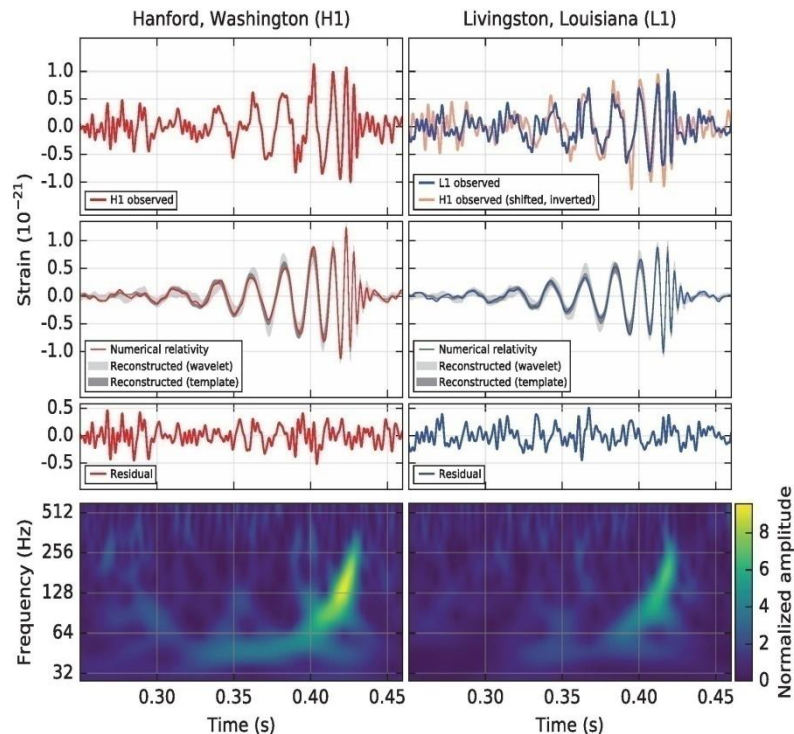 Hanford, Washington (H1)
Livingston, Louisiana (L1)
Strain (10⁻²¹)
1.0
0.5
0.0
-0.5
-1.0
H1 observed
L1 observed
H1 observed (shifted, inverted)
1.0
0.5
0.0
-0.5
-1.0
Numerical relativity
Reconstructed (wavelet)
Reconstructed (template)
Numerical relativity
Reconstructed (wavelet)
Reconstructed (template)
0.5
0.0
-0.5
Residual
Residual
Frequency (Hz)
512
256
128
64
32
Normalized amplitude
8
6
4
2
0
0.30 0.35 0.40 0.45
0.30 0.35 0.40 0.45
Time (s)
Time (s)